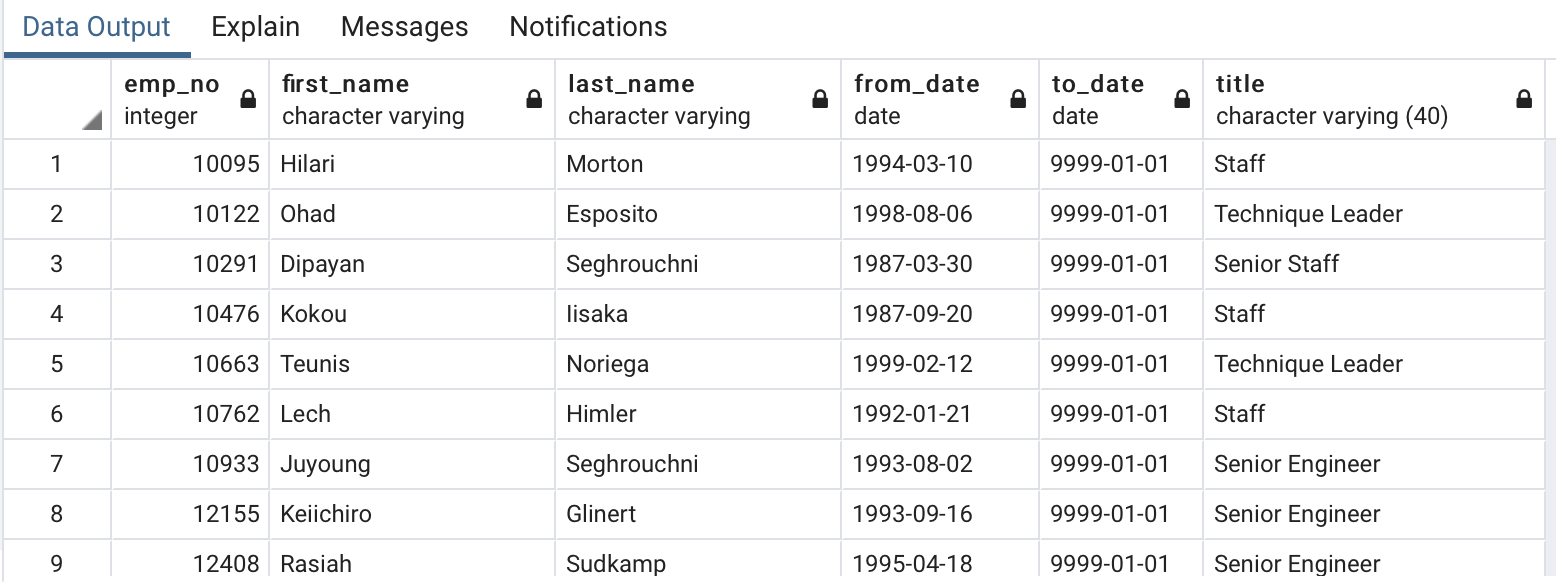 Data Output Explain Messages Notifications
emp_no first_name last_name from_date to_date title
integer character varying character varying date date character varying (40)
1 10095 Hilari Morton 1994-03-10 9999-01-01 Staff
2 10122 Ohad Esposito 1998-08-06 9999-01-01 Technique Leader
3 10291 Dipayan Seghrouchni 1987-03-30 9999-01-01 Senior Staff
4 10476 Kokou Iisaka 1987-09-20 9999-01-01 Staff
5 10663 Teunis Noriega 1999-02-12 9999-01-01 Technique Leader
6 10762 Lech Himler 1992-01-21 9999-01-01 Staff
7 10933 Juyoung Seghrouchni 1993-08-02 9999-01-01 Senior Engineer
8 12155 Keiichiro Glinert 1993-09-16 9999-01-01 Senior Engineer
9 12408 Rasiah Sudkamp 1995-04-18 9999-01-01 Senior Engineer